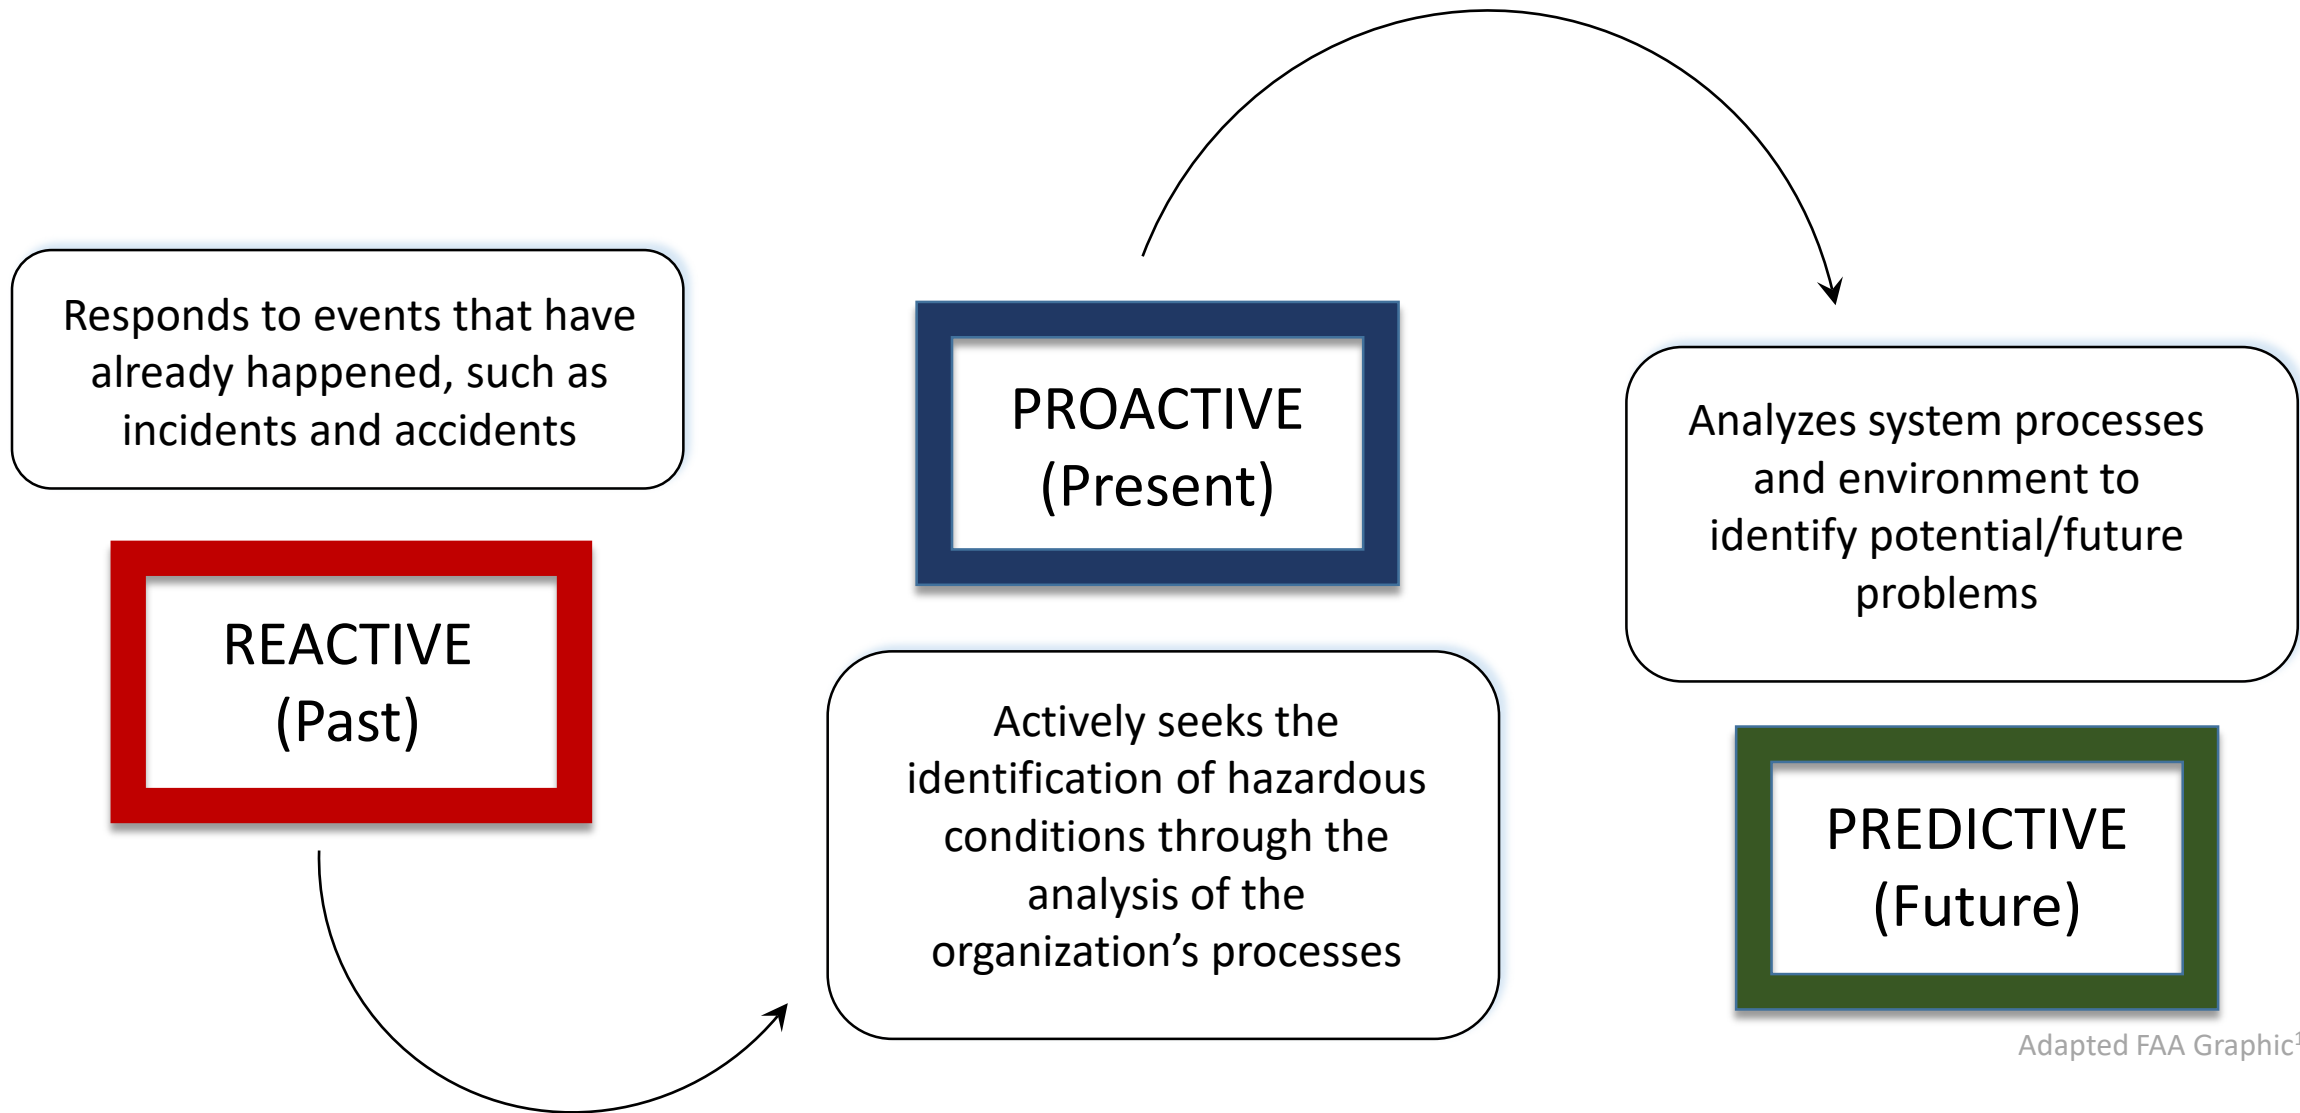 Responds to events that have
already happened, such as
incidents and accidents
REACTIVE
(Past)
PROACTIVE
(Present)
Actively seeks the
identification of hazardous
conditions through the
analysis of the
organization’s processes
Analyzes system processes
and environment to
identify potential/future
problems
PREDICTIVE
(Future)
Adapted FAA Graphic¹